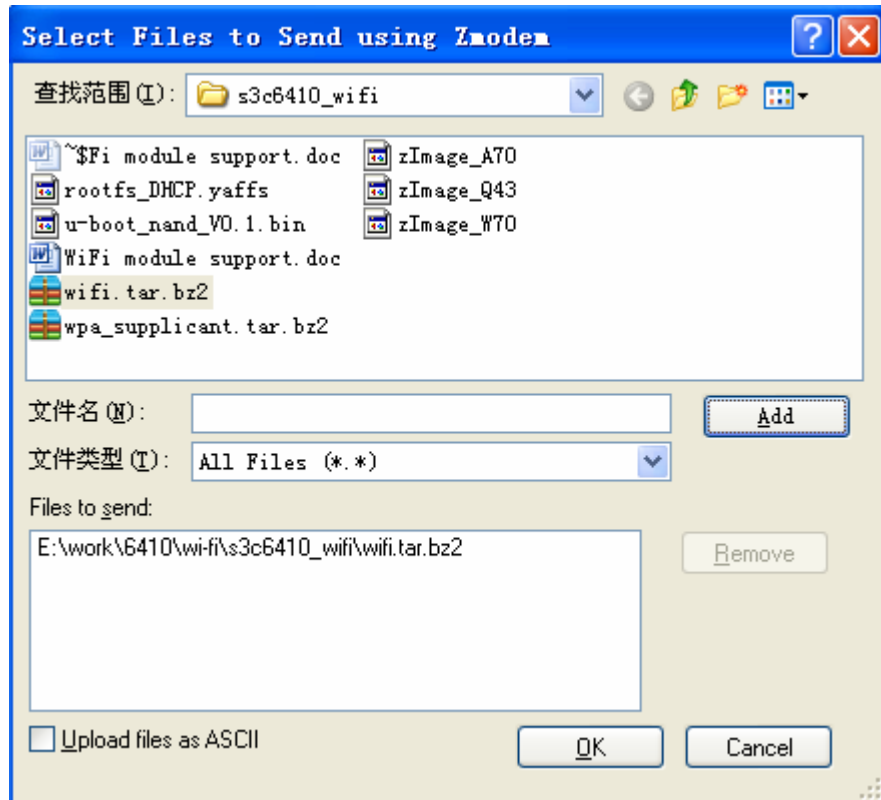 Select Files to Send using Zmodem
查找范围(I): s3c6410_wifi
~$Fi module support.doc zImage_A70
rootfs_DHCP.yaffs zImage_Q43
u-boot_nand_V0.1.bin zImage_W70
WiFi module support.doc
wifi.tar.bz2
wpa_supplicant.tar.bz2
文件名(N): Add
文件类型(T): All Files (*.*)
Files to send:
E:\work\6410\wi-fi\s3c6410_wifi\wifi.tar.bz2
Remove
Upload files as ASCII OK Cancel